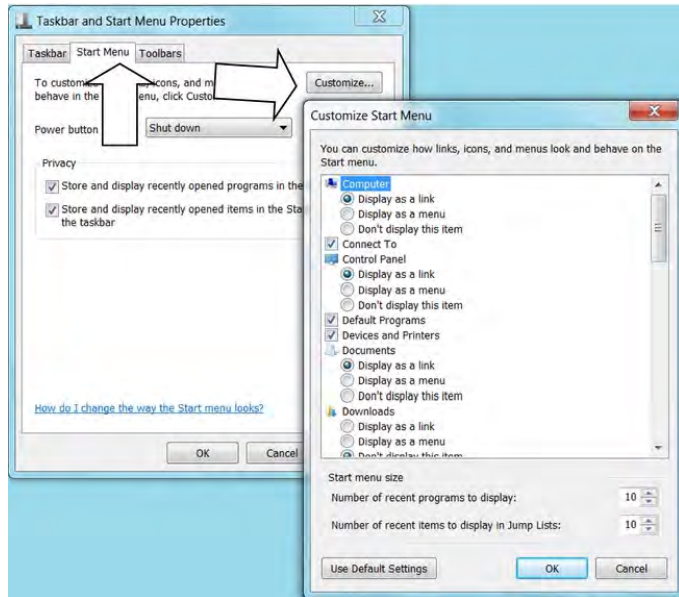 Taskbar and Start Menu Properties
Taskbar Start Menu Toolbars
To custom icons, and m
behave in the enu, click Custo
Customize...
Power button Shut down
Privacy
Store and display recently opened programs in the
Store and display recently opened items in the Sta
the taskbar
How do I change the way the Start menu looks?
OK Cancel
Customize Start Menu
You can customize how links, icons, and menus look and behave on the
Start menu.
Computer
Display as a link
Display as a menu
Don't display this item
Connect To
Control Panel
Display as a link
Display as a menu
Don't display this item
Default Programs
Devices and Printers
Documents
Display as a link
Display as a menu
Don't display this item
Downloads
Display as a link
Display as a menu
Don't display this item
Start menu size
Number of recent programs to display: 10
Number of recent items to display in Jump Lists: 10
Use Default Settings OK Cancel